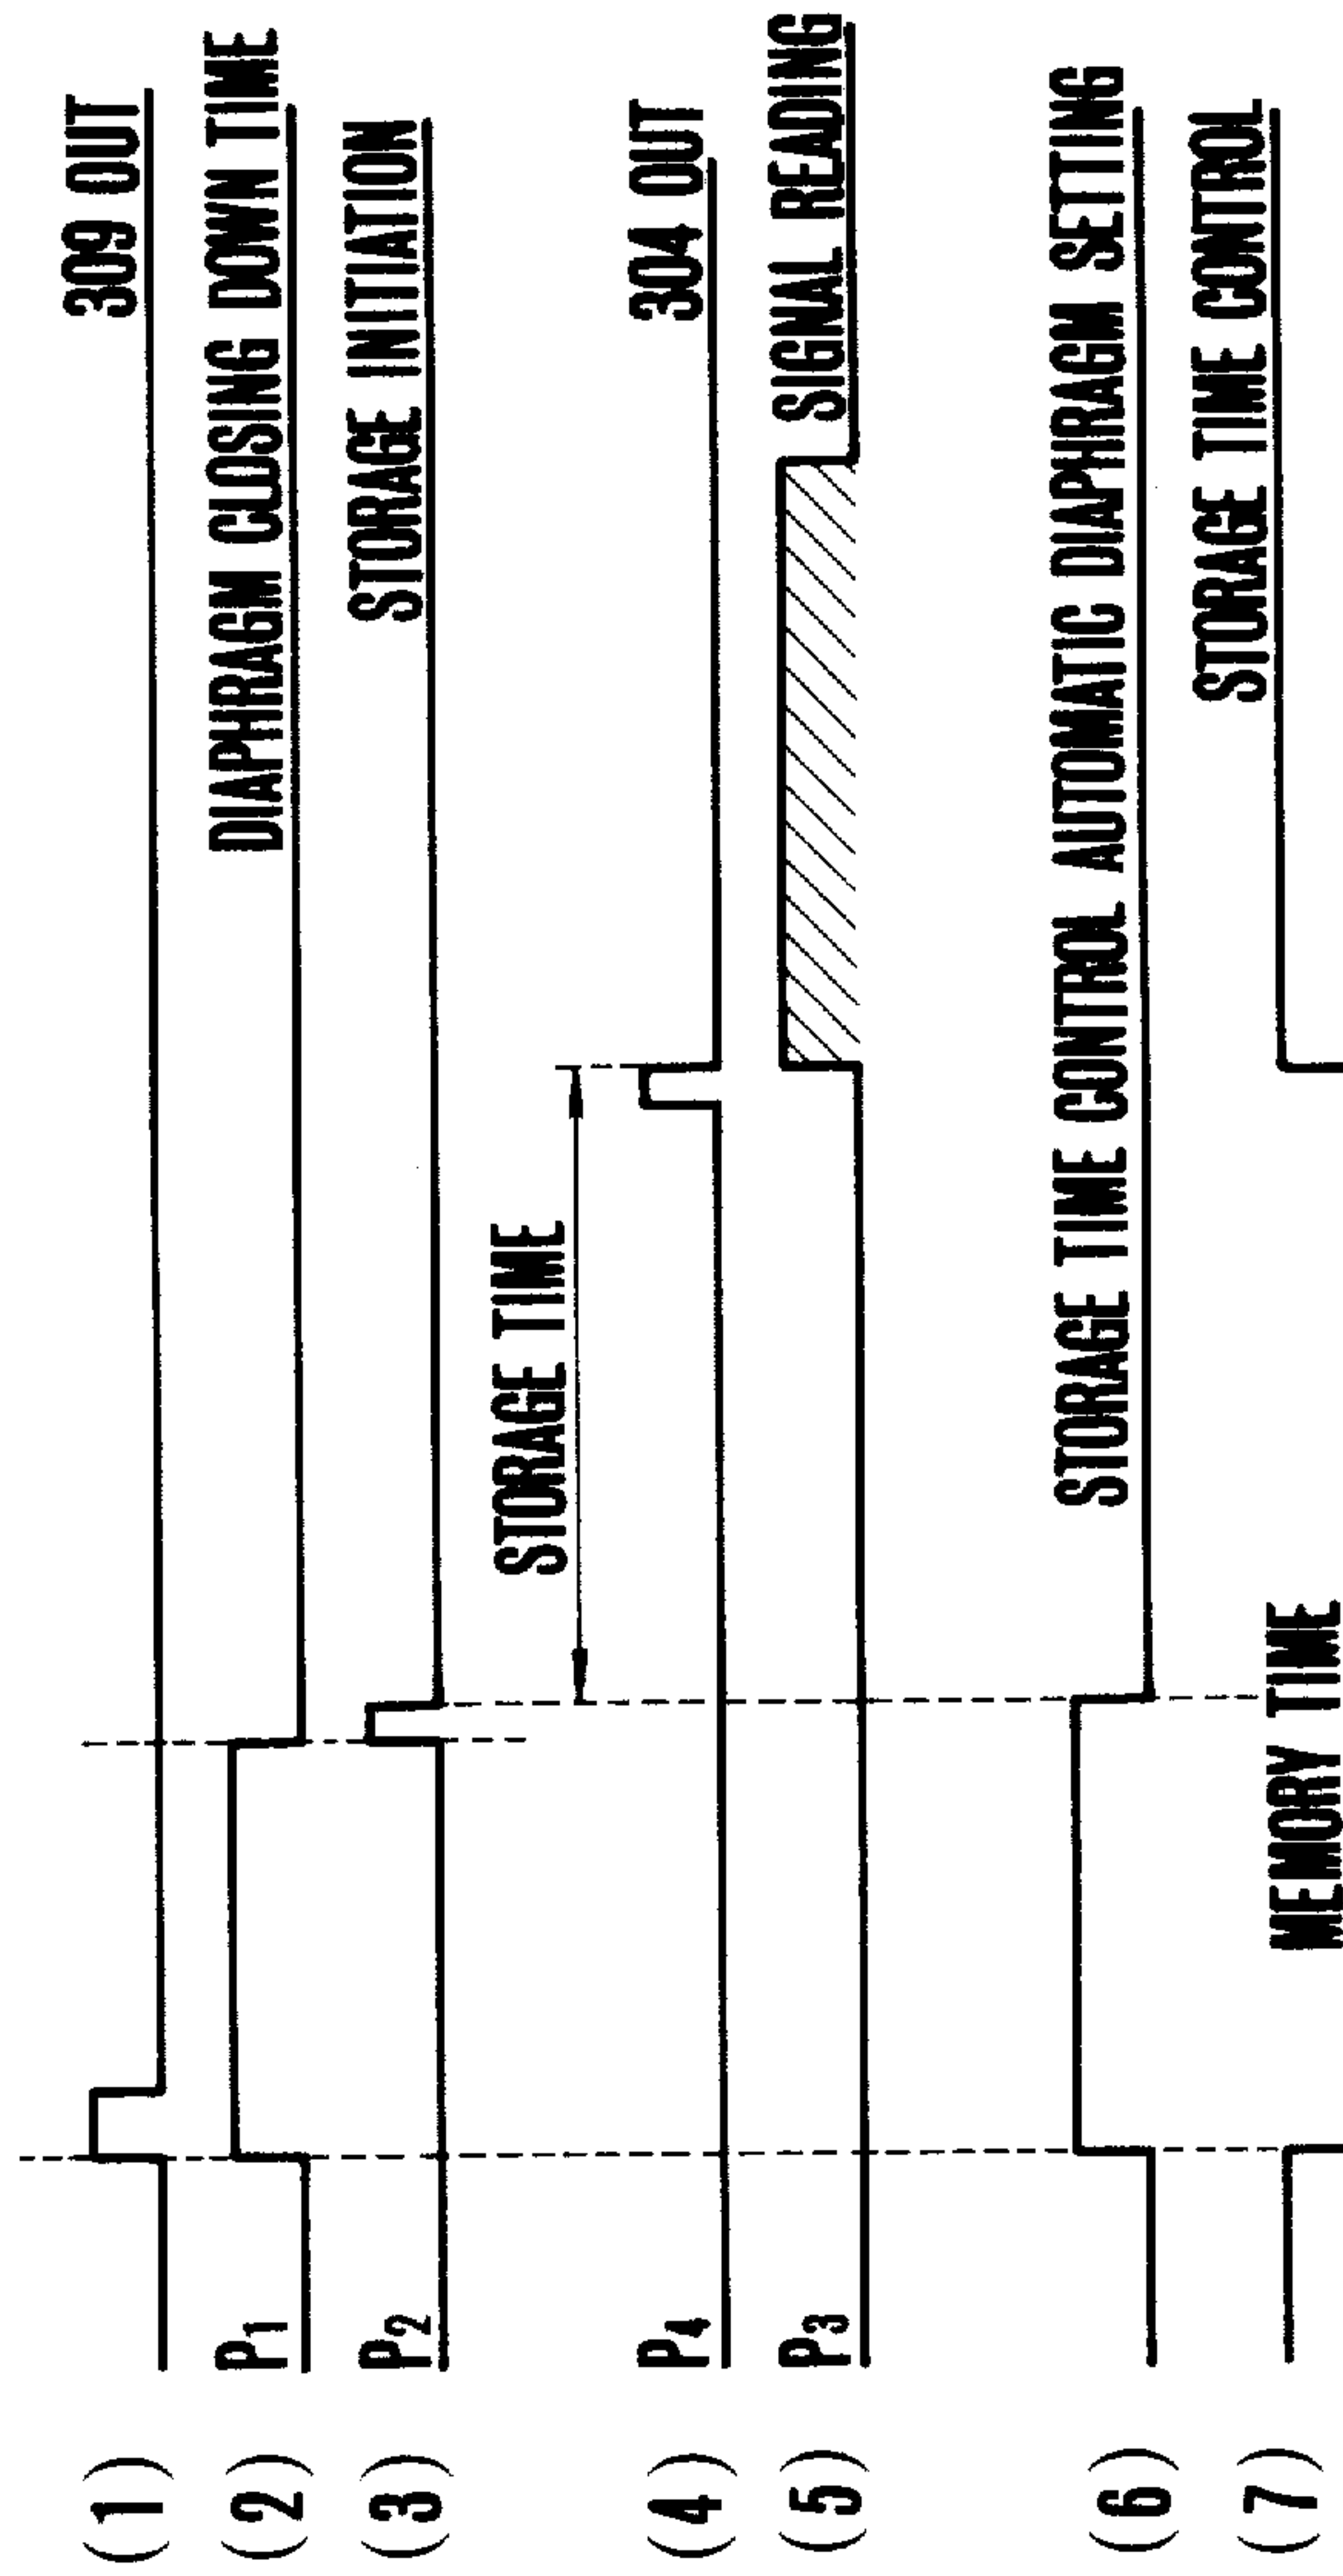 (1) 309 OUT
(2) P1 DIAPHRAGM CLOSING DOWN TIME
(3) P2 STORAGE INITIATION
STORAGE TIME
(4) P4 304 OUT
(5) P3 SIGNAL READING
(6) STORAGE TIME CONTROL AUTOMATIC DIAPHRAGM SETTING
(7) MEMORY TIME STORAGE TIME CONTROL